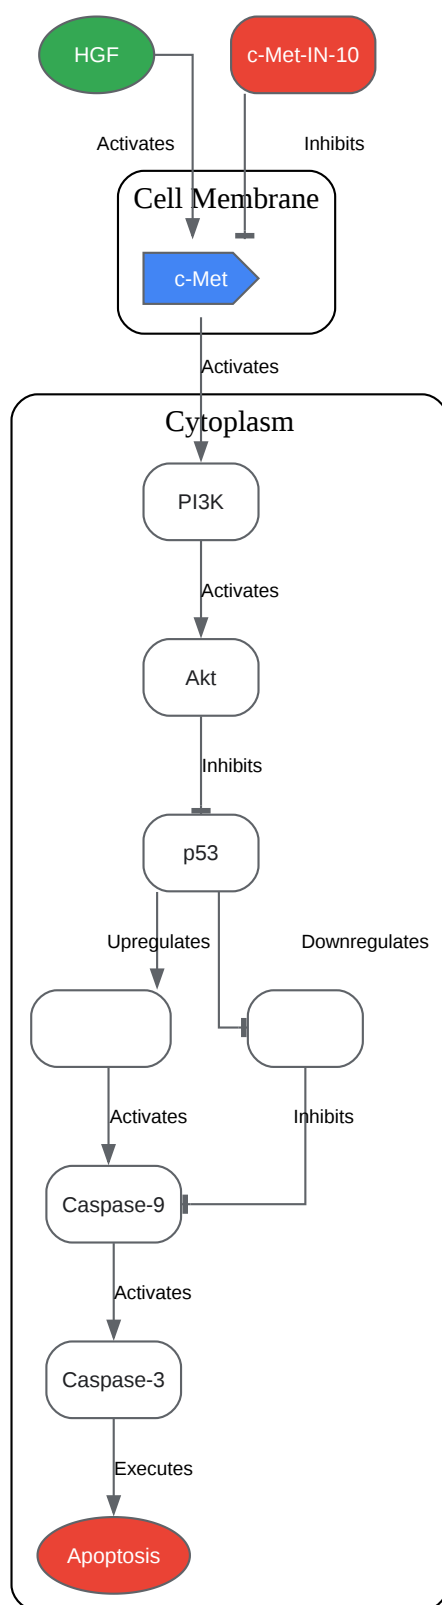 HGF
c-Met-IN-10
Activates
Inhibits
Cell Membrane
c-Met
Activates
Cytoplasm
PI3K
Activates
Akt
Inhibits
p53
Upregulates
Downregulates
Activates
Inhibits
Caspase-9
Activates
Caspase-3
Executes
Apoptosis